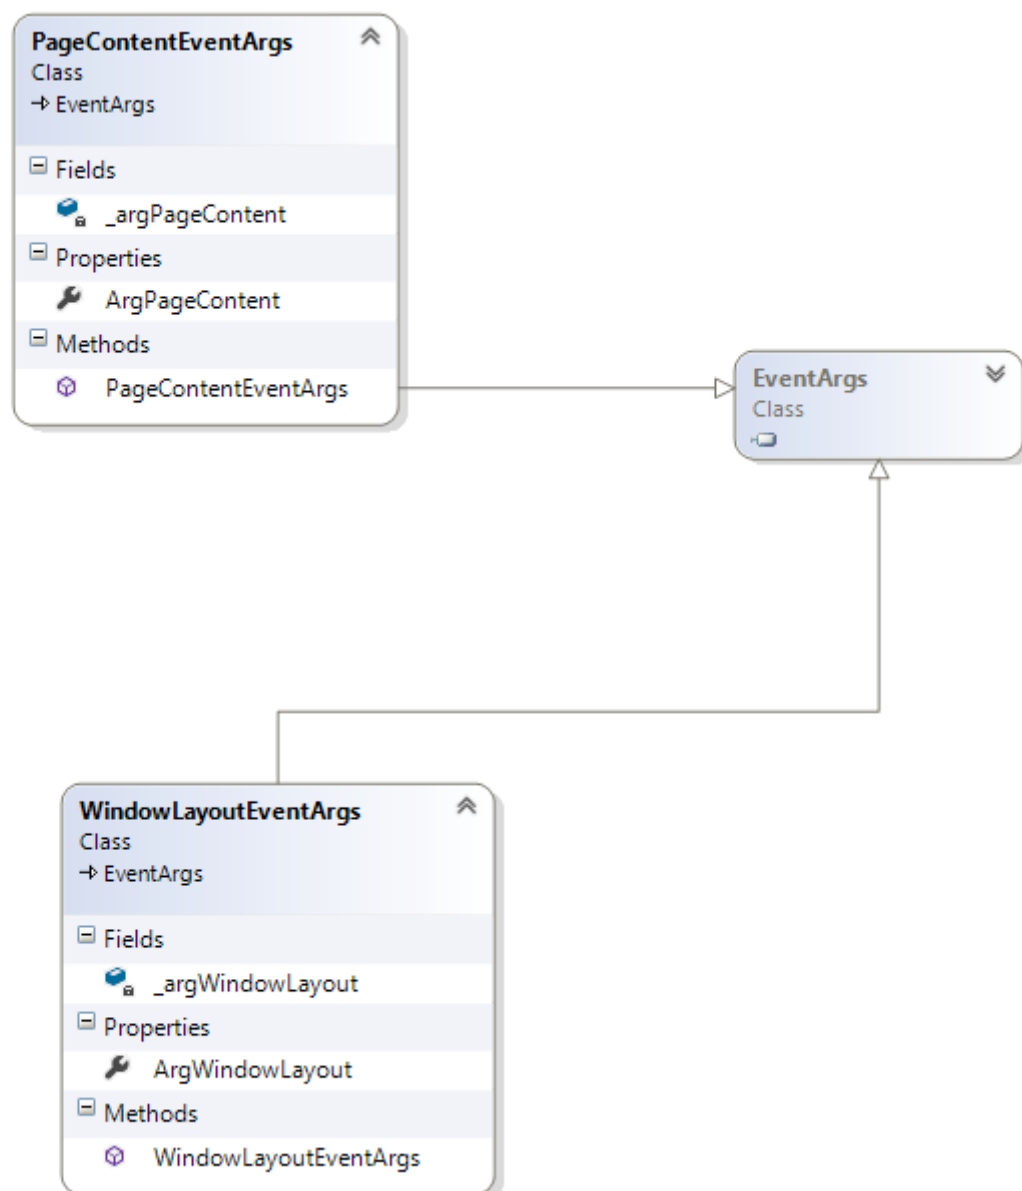 PageContentEventArgs
Class
EventArgs
Fields
_argPageContent
Properties
ArgPageContent
Methods
PageContentEventArgs
EventArgs
Class
WindowLayoutEventArgs
Class
EventArgs
Fields
_argWindowLayout
Properties
ArgWindowLayout
Methods
WindowLayoutEventArgs